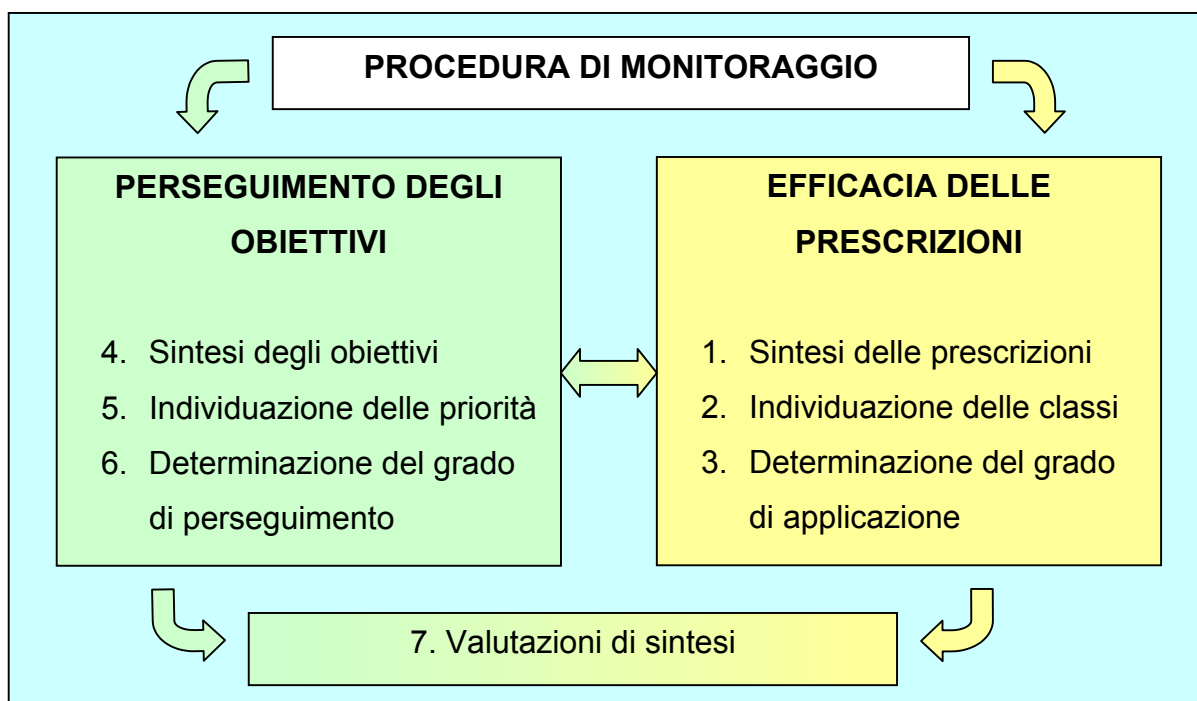 PROCEDURA DI MONITORAGGIO
PERSEGUIMENTO DEGLI
OBIETTIVI
4. Sintesi degli obiettivi
5. Individuazione delle priorità
6. Determinazione del grado
di perseguimento
EFFICACIA DELLE
PRESCRIZIONI
1. Sintesi delle prescrizioni
2. Individuazione delle classi
3. Determinazione del grado
di applicazione
7. Valutazioni di sintesi